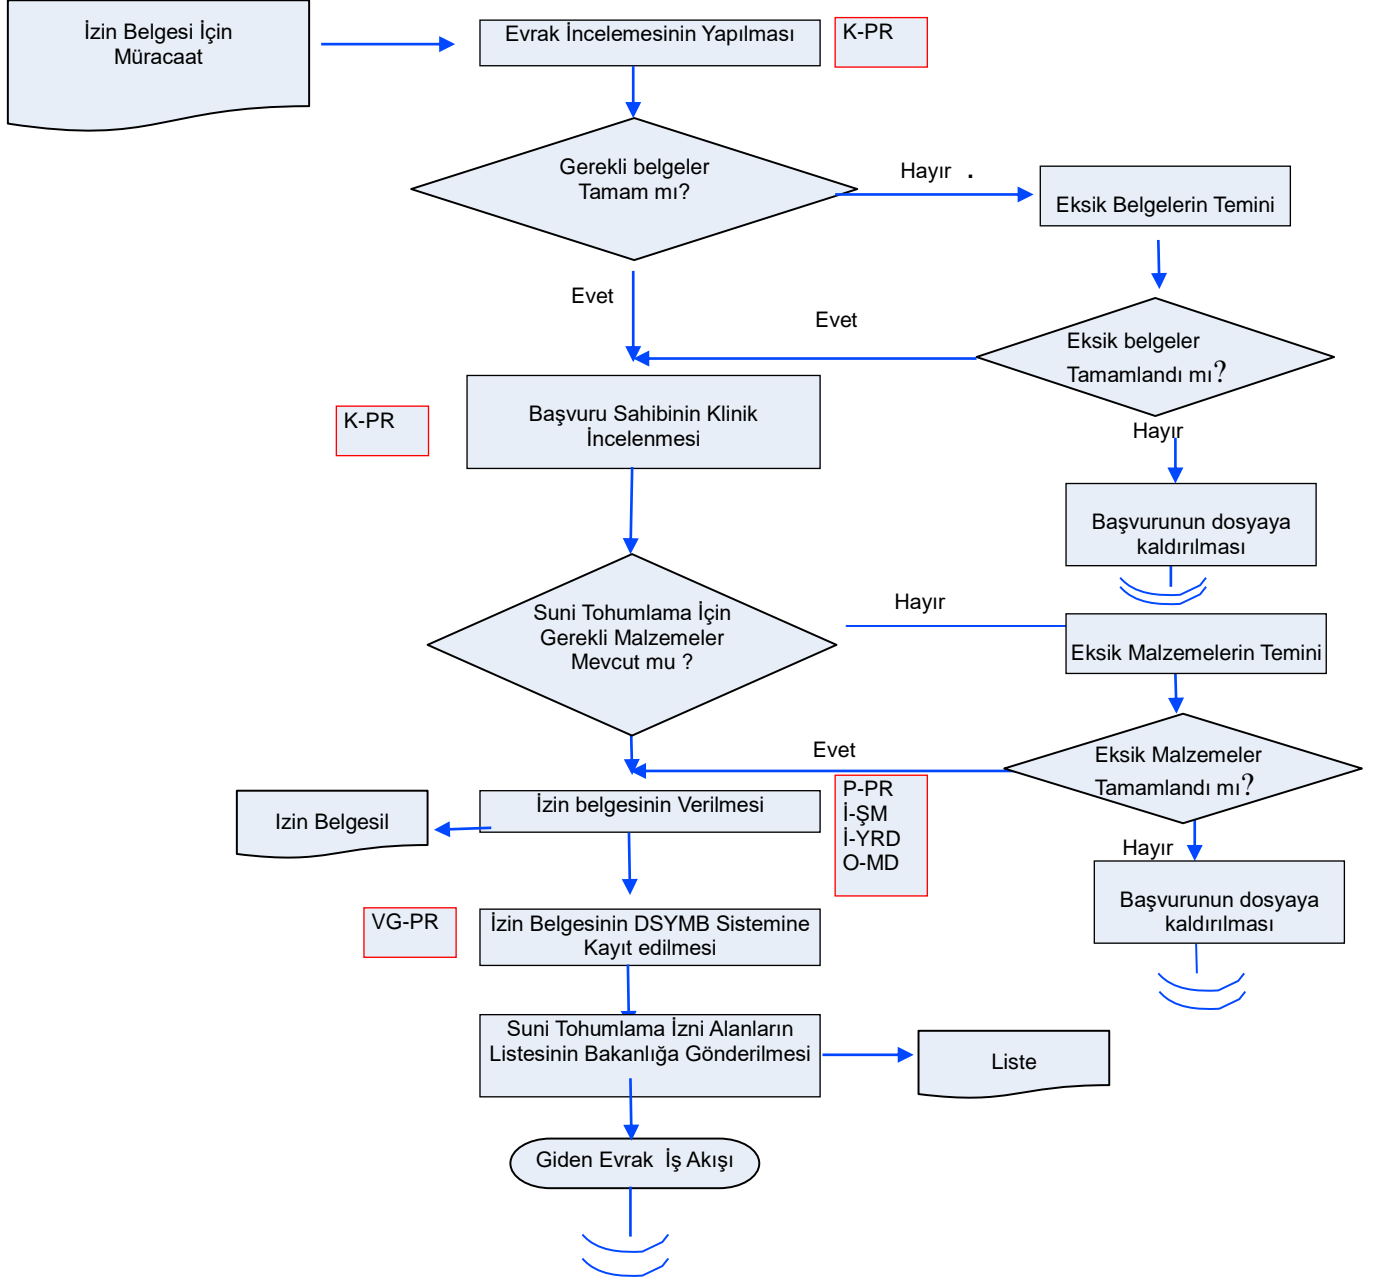 İzin Belgesi İçin
Müracaat
Evrak İncelemesinin Yapılması
K-PR
Gerekli belgeler
Tamam mı?
Hayır .
Eksik Belgelerin Temini
Evet
Evet
Eksik belgeler
Tamamlandı mı?
Hayır
Başvuru Sahibinin Klinik
İncelenmesi
K-PR
Başvurunun dosyaya
kaldırılması
Suni Tohumlama İçin
Gerekli Malzemeler
Mevcut mu ?
Hayır
Eksik Malzemelerin Temini
Evet
Eksik Malzemeler
Tamamlandı mı?
P-PR
İ-ŞM
İ-YRD
O-MD
İzin belgesinin Verilmesi
Izin Belgesil
Hayır
Başvurunun dosyaya
kaldırılması
VG-PR
İzin Belgesinin DSYMB Sistemine
Kayıt edilmesi
Suni Tohumlama İzni Alanların
Listesinin Bakanlığa Gönderilmesi
Liste
Giden Evrak İş Akışı